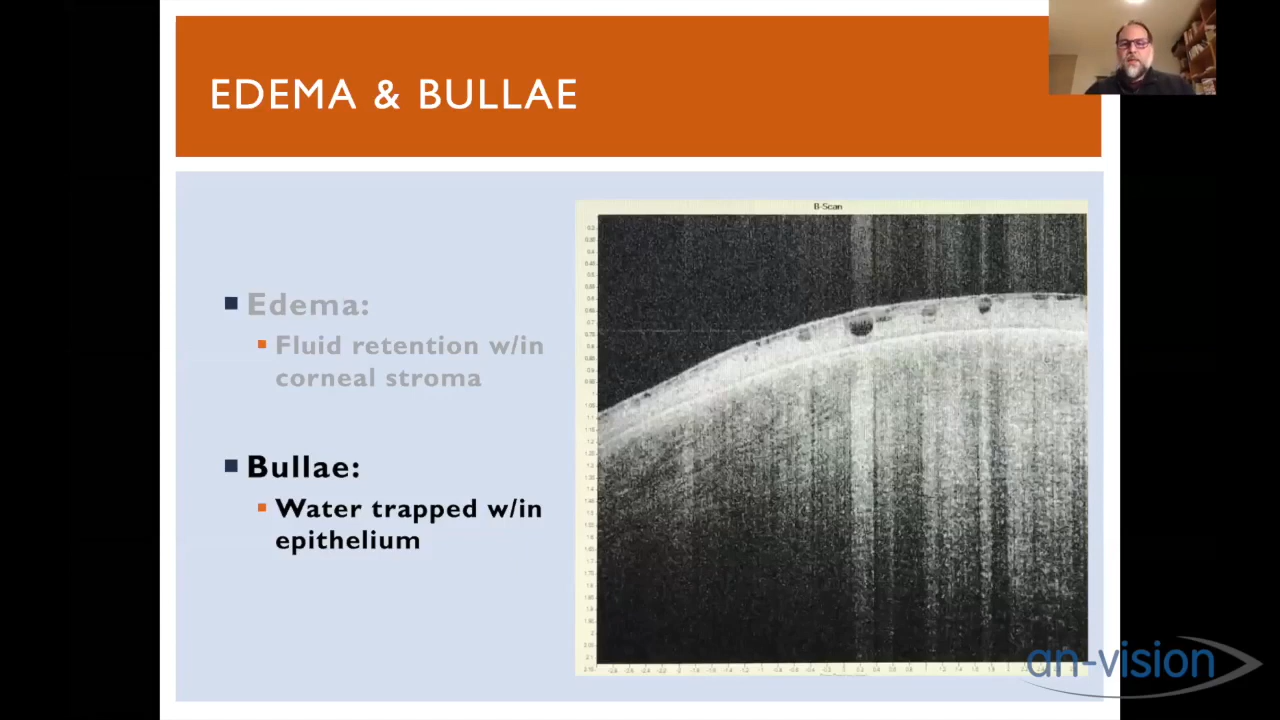 EDEMA & BULLAE
B-Scan
Edema:
Fluid retention w/in
corneal stroma
Bullae:
Water trapped w/in
epithelium
an-vision